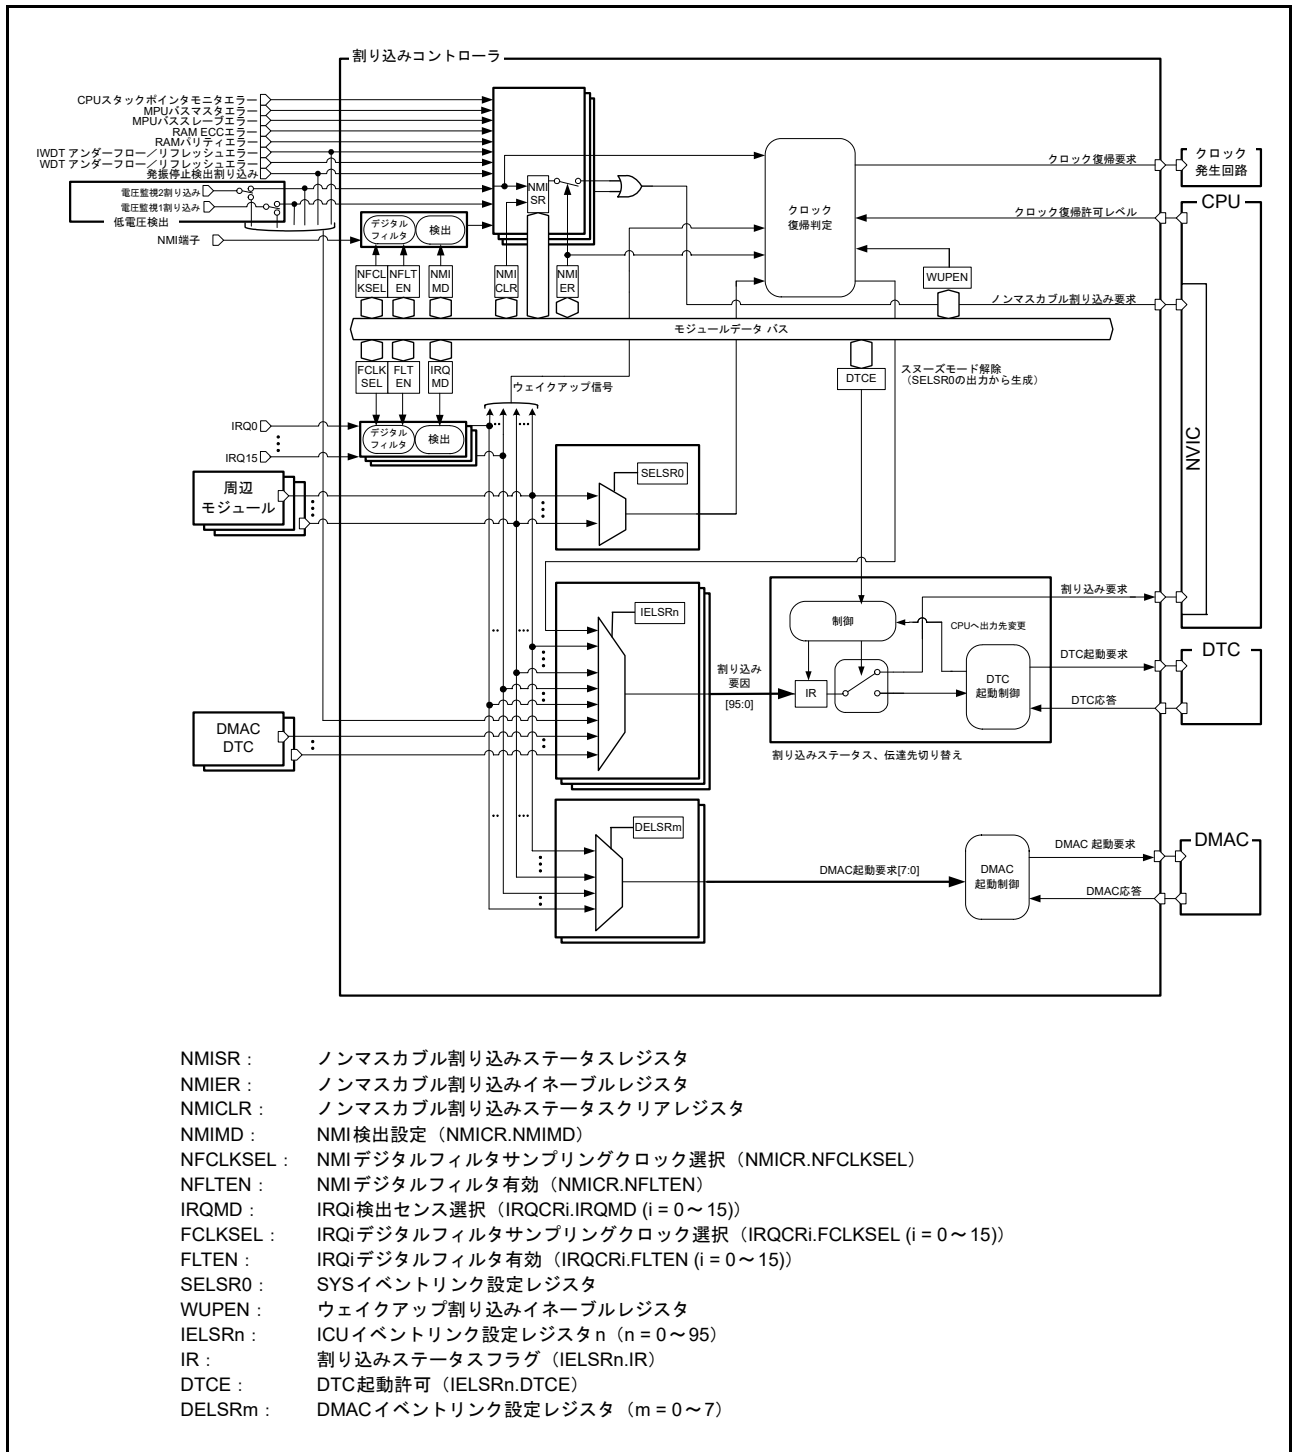 割り込みコントローラ
CPUスタックポインタモニタエラー
MPUバスマスタエラー
MPUバススレーブエラー
RAM ECCエラー
RAMパリティエラー
IWDT アンダーフロー／リフレッシュエラー
WDT アンダーフロー／リフレッシュエラー
発振停止検出割り込み
電圧監視2割り込み
電圧監視1割り込み
低電圧検出
NMI端子
デジタル
フィルタ
検出
NMI
SR
クロック
復帰判定
クロック復帰要求
クロック
発生回路
クロック復帰許可レベル
CPU
NFCL
KSEL
NFLT
EN
NMI
MD
NMI
CLR
NMI
ER
WUPEN
ノンマスカブル割り込み要求
モジュールデータ バス
FCLK
SEL
FLT
EN
IRQ
MD
ウェイクアップ信号
DTCE
スヌーズモード解除
（SELSR0の出力から生成）
IRQ0
IRQ15
デジタル
フィルタ
検出
NVIC
周辺
モジュール
SELSR0
IELSRn
割り込み
要因
[95:0]
制御
CPUへ出力先変更
IR
DTC
起動制御
割り込み要求
DTC起動要求
DTC応答
DTC
割り込みステータス、伝達先切り替え
DMAC
DTC
DELSRm
DMAC起動要求[7:0]
DMAC
起動制御
DMAC 起動要求
DMAC応答
DMAC
NMISR： ノンマスカブル割り込みステータスレジスタ
NMIER： ノンマスカブル割り込みイネーブルレジスタ
NMICLR： ノンマスカブル割り込みステータスクリアレジスタ
NMIMD： NMI検出設定（NMICR.NMIMD）
NFCLKSEL： NMIデジタルフィルタサンプリングクロック選択（NMICR.NFCLKSEL）
NFLTEN： NMIデジタルフィルタ有効（NMICR.NFLTEN）
IRQMD： IRQi検出センス選択（IRQCRi.IRQMD (i = 0～15)）
FCLKSEL： IRQiデジタルフィルタサンプリングクロック選択（IRQCRi.FCLKSEL (i = 0～15)）
FLTEN： IRQiデジタルフィルタ有効（IRQCRi.FLTEN (i = 0～15)）
SELSR0： SYSイベントリンク設定レジスタ
WUPEN： ウェイクアップ割り込みイネーブルレジスタ
IELSRn： ICUイベントリンク設定レジスタn（n = 0～95）
IR： 割り込みステータスフラグ（IELSRn.IR）
DTCE： DTC起動許可（IELSRn.DTCE）
DELSRm： DMACイベントリンク設定レジスタ（m = 0～7）